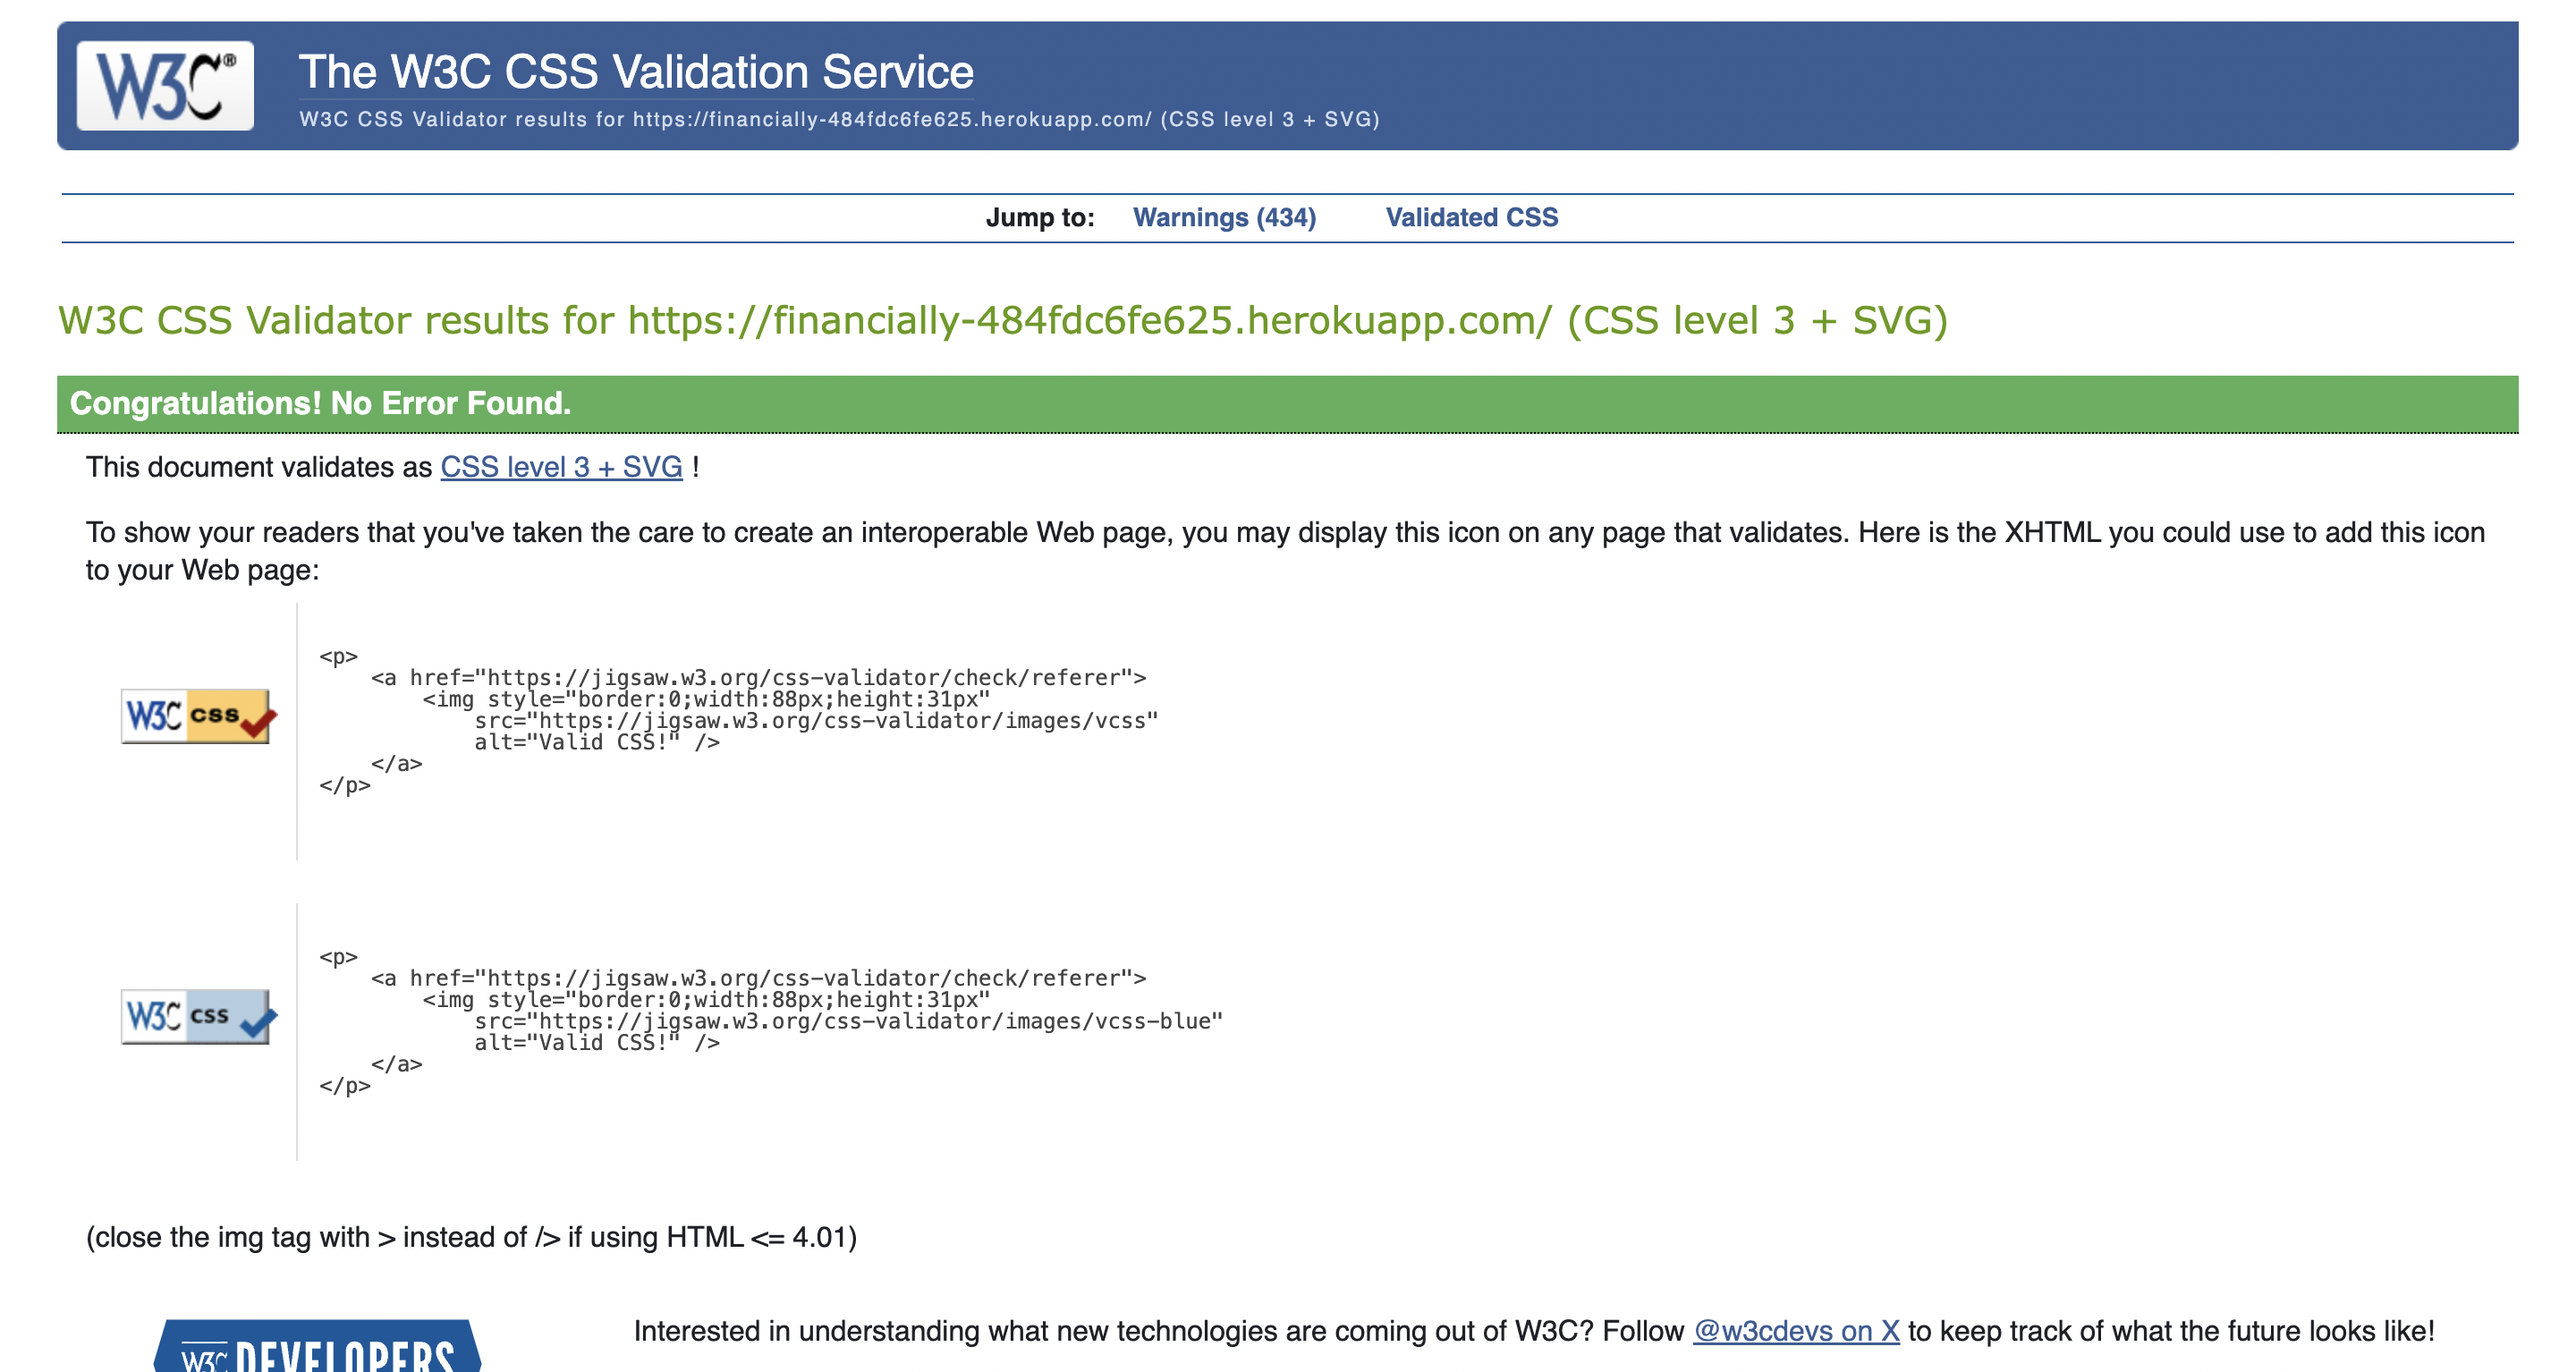 W3C®
The W3C CSS Validation Service
W3C CSS Validator results for https://financially-484fdc6fe625.herokuapp.com/ (CSS level 3 + SVG)
Jump to: Warnings (434) Validated CSS
W3C CSS Validator results for https://financially-484fdc6fe625.herokuapp.com/ (CSS level 3 + SVG)
Congratulations! No Error Found.
This document validates as CSS level 3 + SVG !
To show your readers that you've taken the care to create an interoperable Web page, you may display this icon on any page that validates. Here is the XHTML you could use to add this icon
to your Web page:
W3C css
<p>
<a href="https://jigsaw.w3.org/css-validator/check/referer">
<img style="border:0;width:88px;height:31px"
src="https://jigsaw.w3.org/css-validator/images/vcss"
alt="Valid CSS!" />
</a>
</p>
W3C css
<p>
<a href="https://jigsaw.w3.org/css-validator/check/referer">
<img style="border:0;width:88px;height:31px"
src="https://jigsaw.w3.org/css-validator/images/vcss-blue"
alt="Valid CSS!" />
</a>
</p>
(close the img tag with > instead of /> if using HTML <= 4.01)
W3C DEVELOPERS
Interested in understanding what new technologies are coming out of W3C? Follow @w3cdevs on X to keep track of what the future looks like!